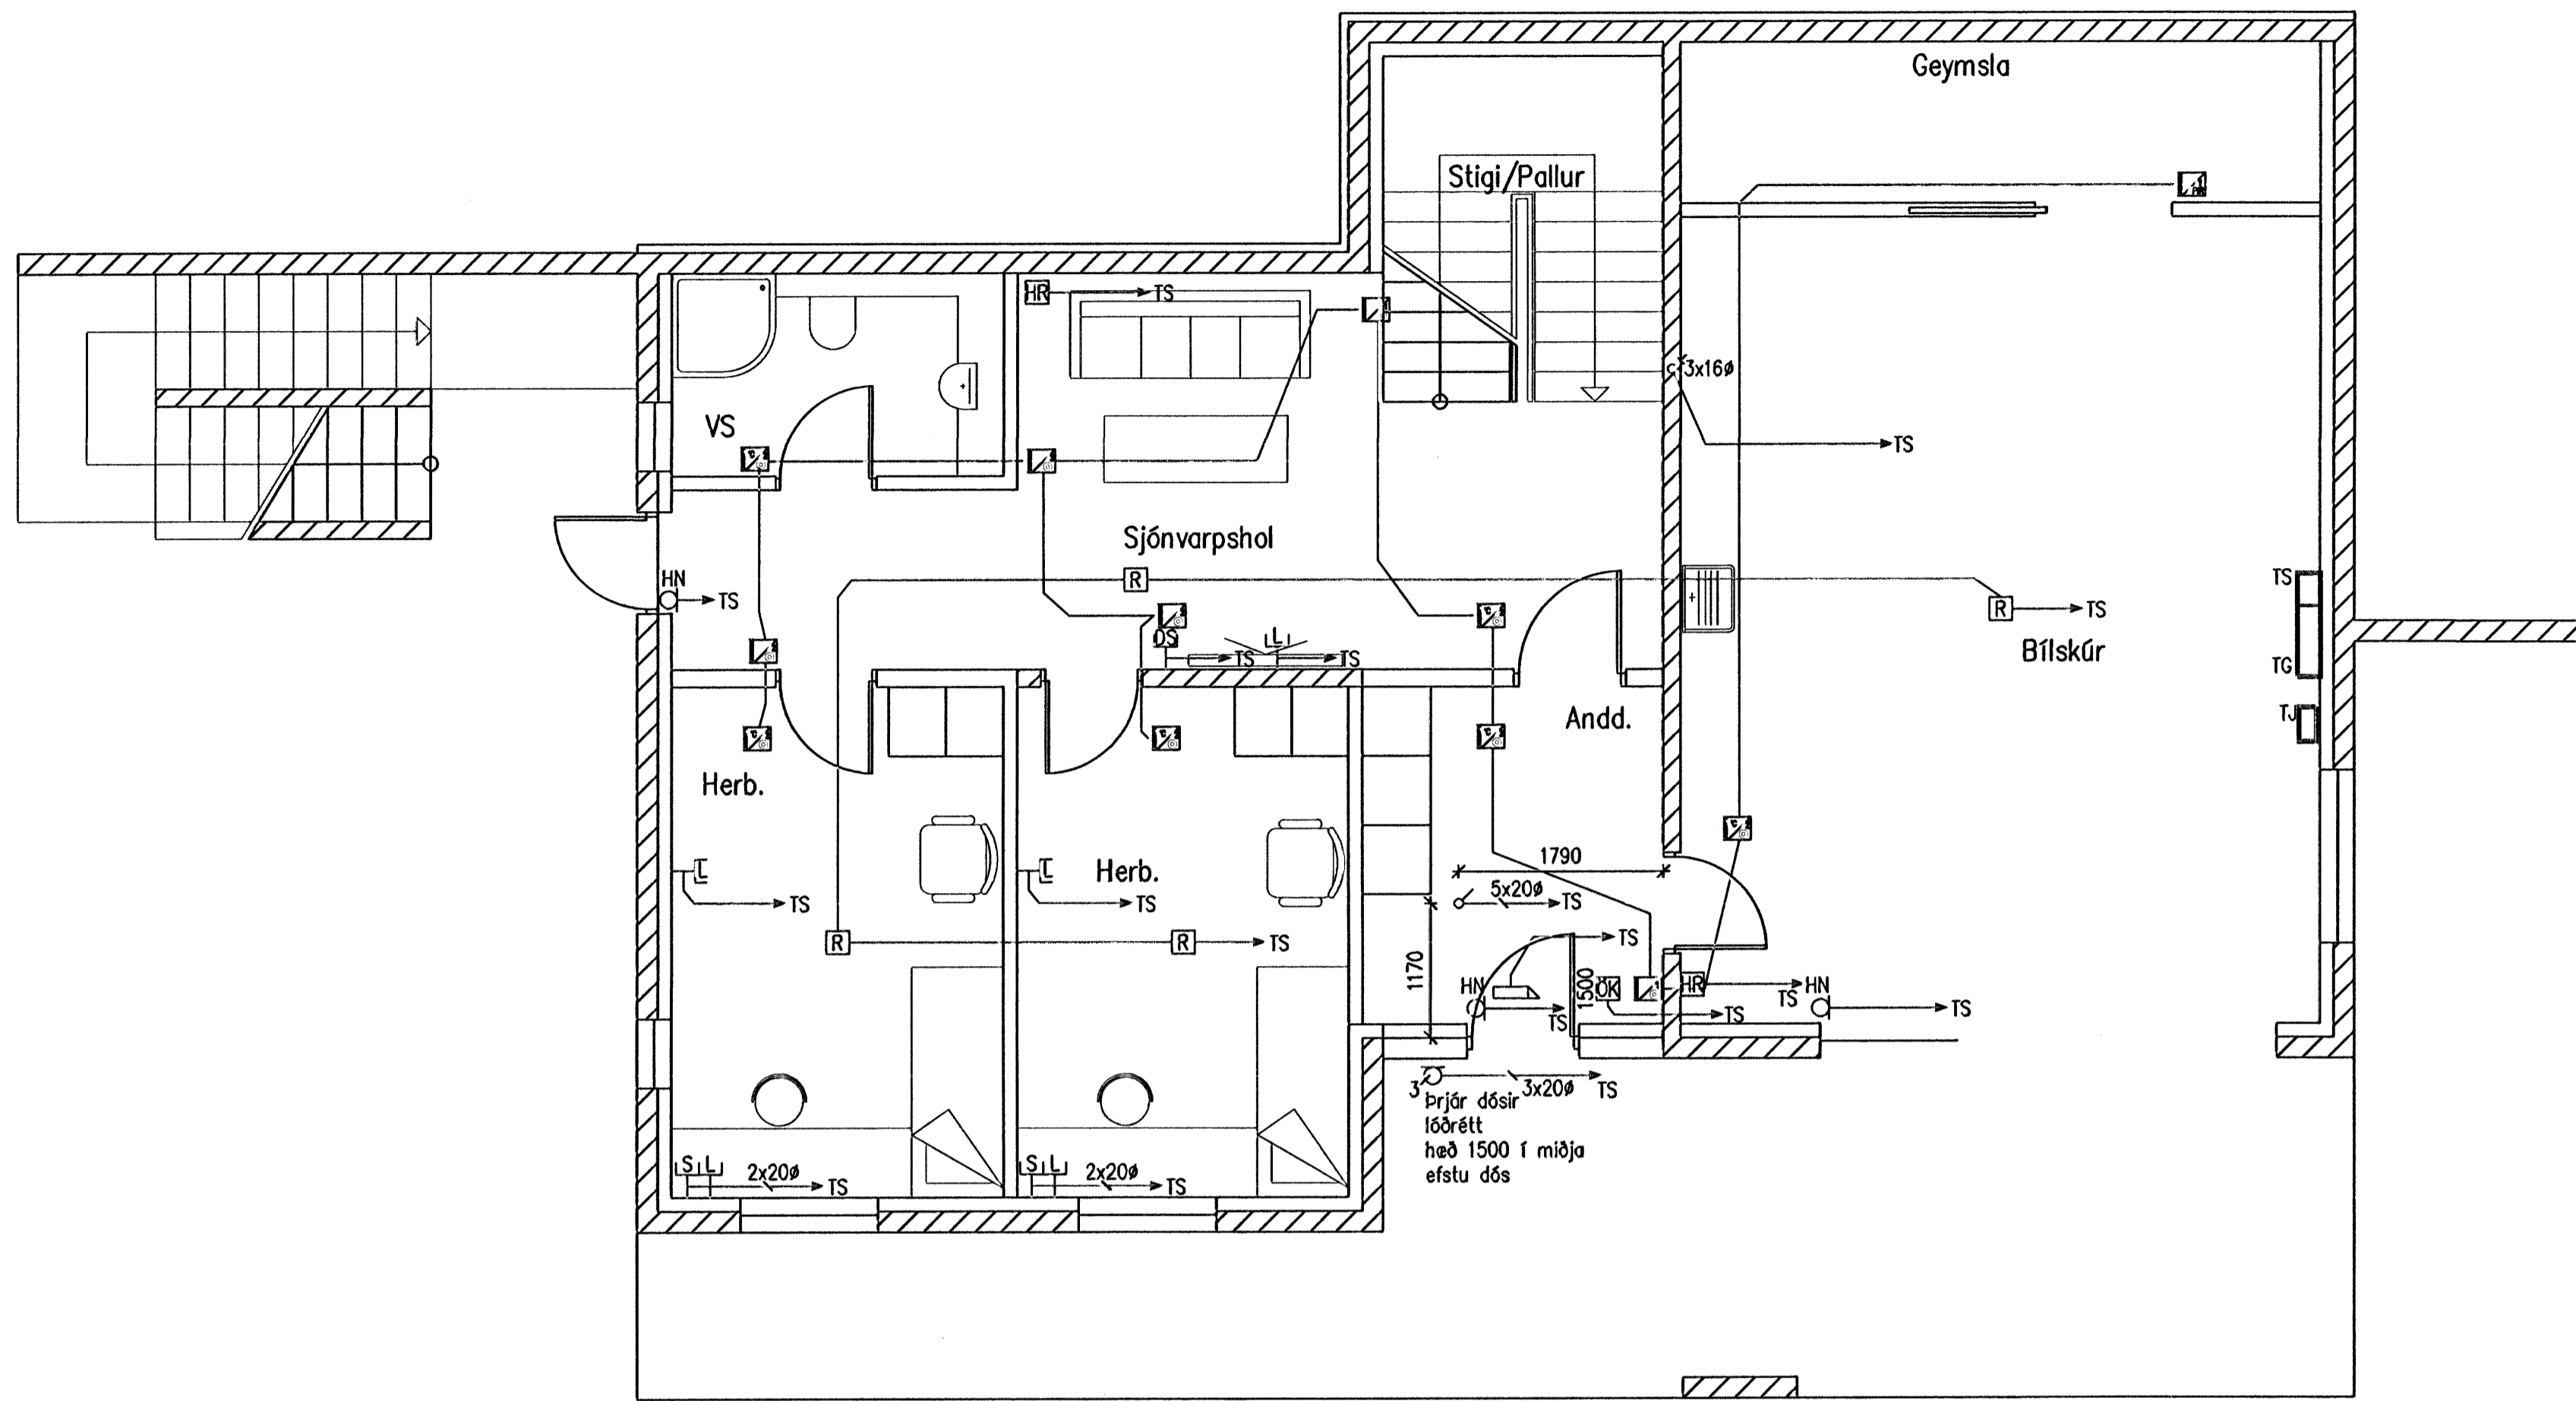 Geymsla
Stigi/Pallur
HR
TS
3x16ø
VS
TS
Sjónvarpshol
HN
TS
R
R
TS
TS
Bílskúr
TG
DS
TS
L
TS
TJ
Andd.
Herb.
Herb.
L
TS
L
TS
1790
5x20ø
TS
R
R
TS
TS
1170
HN
TS
1500
DK
TS
HR
TS
HN
TS
3
3x20ø
TS
Þrjár dósir
lóðrétt
hæð 1500 í miðja
efstu dós
S L
2x20ø
TS
S L
2x20ø
TS